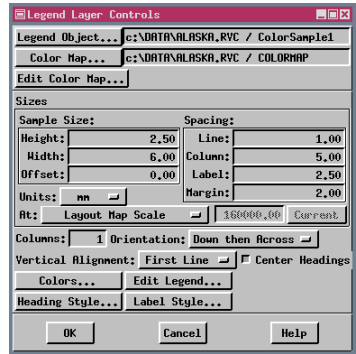 Legend Layer Controls
Legend Object... c:\DATA\ALASKA.RVC / ColorSample1
Color Map... c:\DATA\ALASKA.RVC / COLORMAP
Edit Color Map...
Sizes
Sample Size: Spacing:
Height: 2.50 Line: 1.00
Width: 6.00 Column: 5.00
Offset: 0.00 Label: 2.50
Units: mm Margin: 2.00
At: Layout Map Scale 160000.00 Current
Columns: 1 Orientation: Down then Across
Vertical Alignment: First Line Center Headings
Colors... Edit Legend...
Heading Style... Label Style...
OK Cancel Help